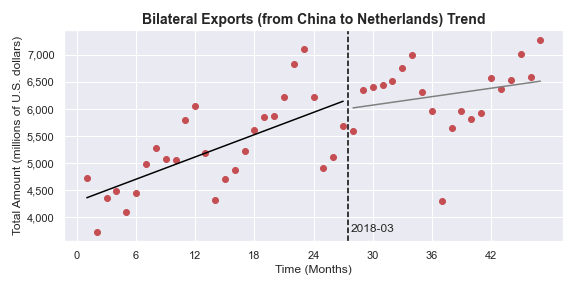 Bilateral Exports (from China to Netherlands) Trend
Total Amount (millions of U.S. dollars)
7,000
6,500
6,000
5,500
5,000
4,500
4,000
2018-03
0 6 12 18 24 30 36 42
Time (Months)